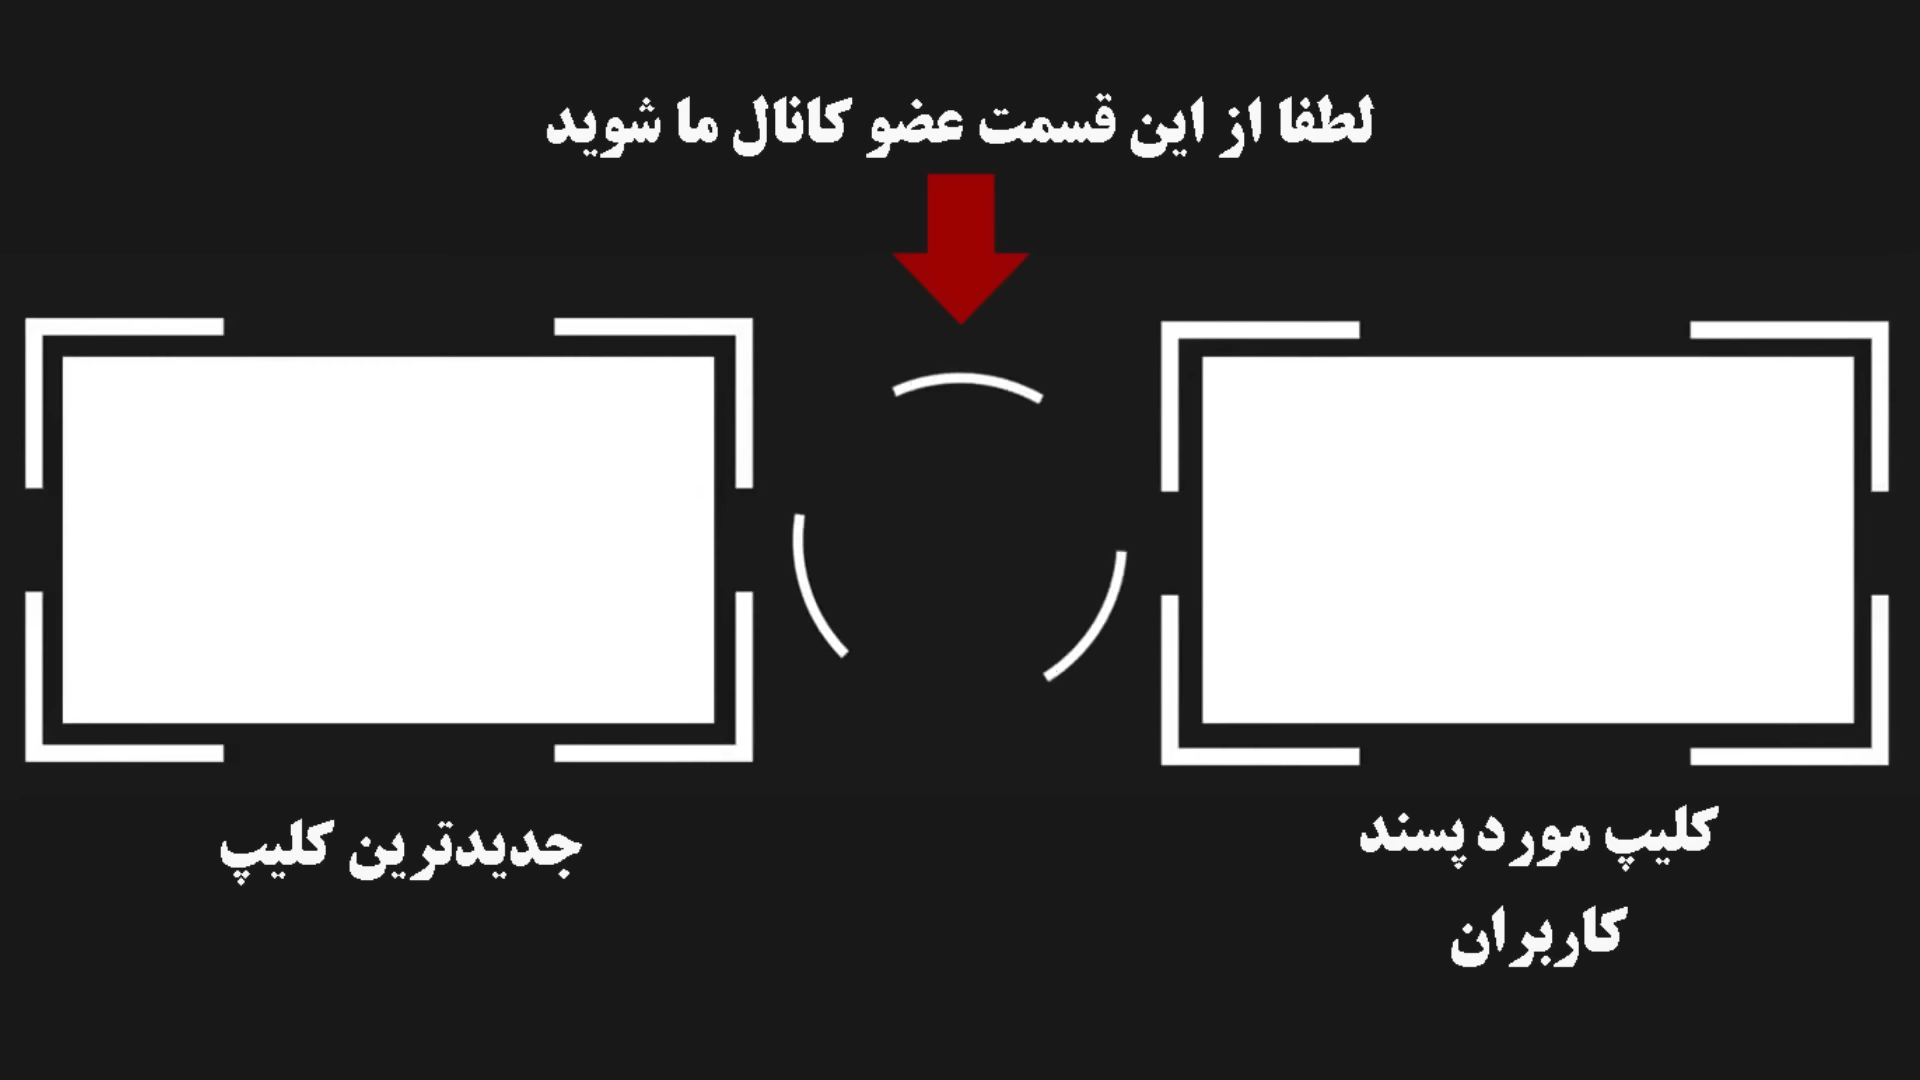 لطفا از این قسمت عضو کانال ما شوید
کلیپ مورد پسند
کاربران
جدیدترین کلیپ